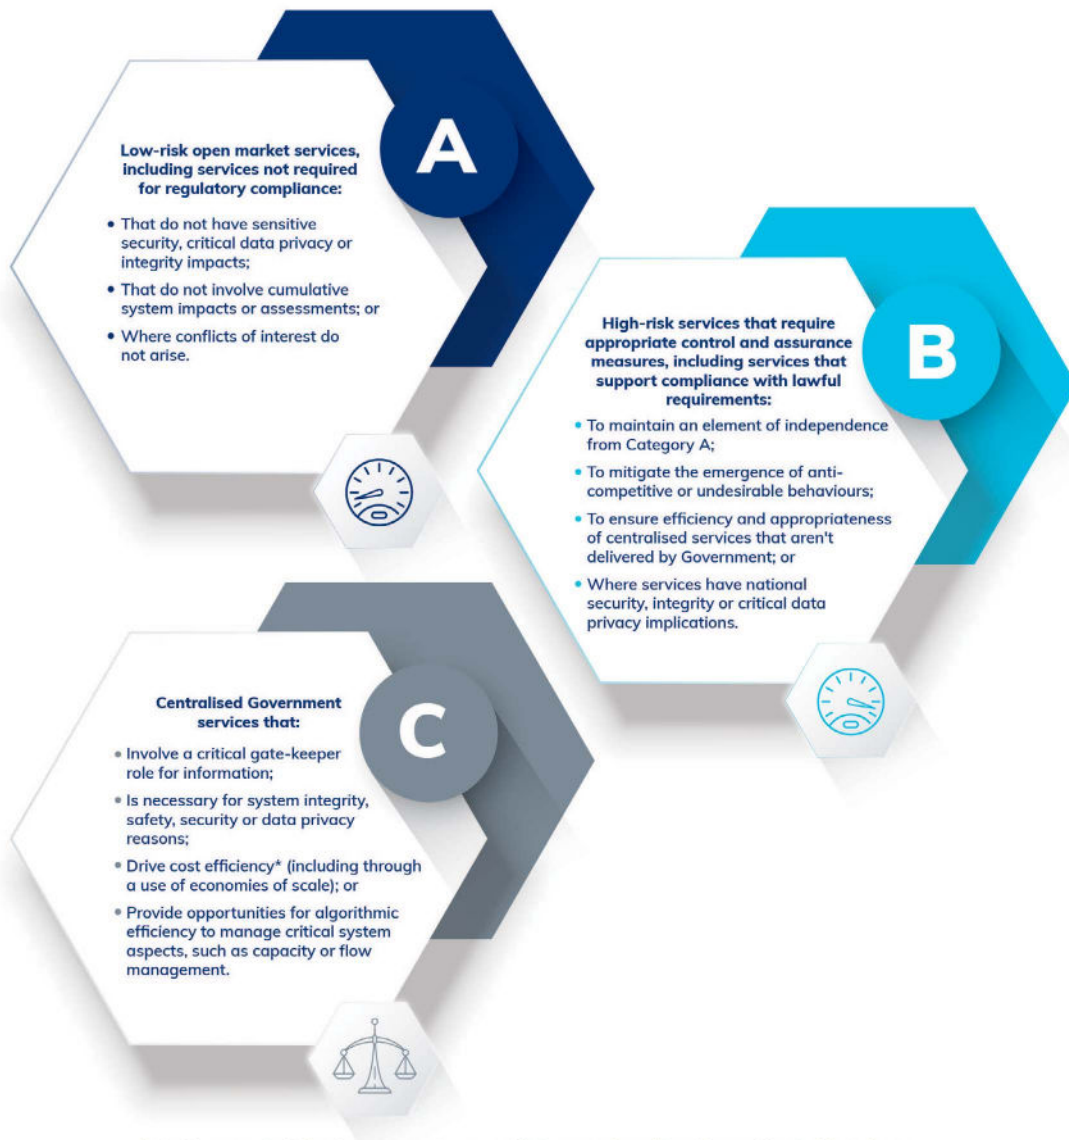 A
Low-risk open market services,
including services not required
for regulatory compliance:
• That do not have sensitive
security, critical data privacy or
integrity impacts;
• That do not involve cumulative
system impacts or assessments; or
• Where conflicts of interest do
not arise.
B
High-risk services that require
appropriate control and assurance
measures, including services that
support compliance with lawful
requirements:
• To maintain an element of independence
from Category A;
• To mitigate the emergence of anti-
competitive or undesirable behaviours;
• To ensure efficiency and appropriateness
of centralised services that aren't
delivered by Government; or
• Where services have national
security, integrity or critical data
privacy implications.
C
Centralised Government
services that:
• Involve a critical gate-keeper
role for information;
• Is necessary for system integrity,
safety, security or data privacy
reasons;
• Drive cost efficiency* (including through
a use of economies of scale); or
• Provide opportunities for algorithmic
efficiency to manage critical system
aspects, such as capacity or flow
management.